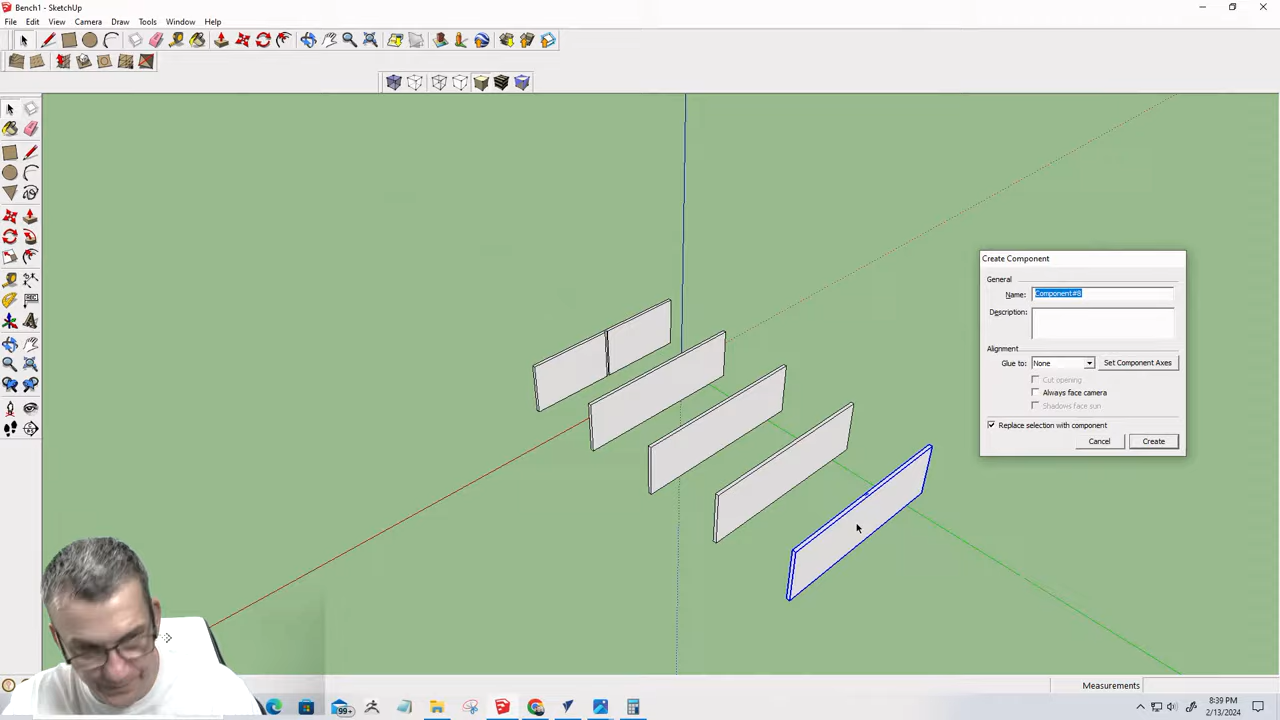 Bench1 - SketchUp
File Edit View Camera Draw Tools Window Help
Create Component
General
Name: Component#8
Description:
Alignment
Glue to: None Set Component Axes
Cut opening
Always face camera
Shadows face sun
Replace selection with component
Cancel Create
ABC
A
Measurements
99+
8:39 PM
2/13/2024